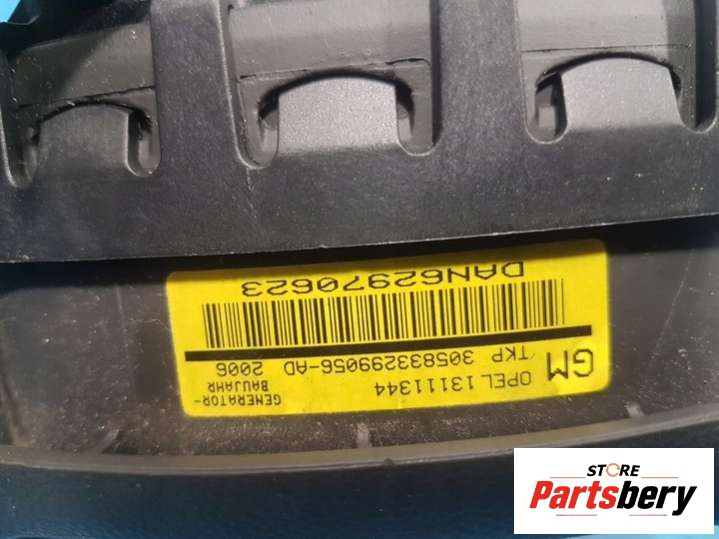 OPEL 13111344
GENERATOR-
BAUJAHR
GM
TKP 305833299056-AD 2006
DAN62970623
STORE
Partsbery